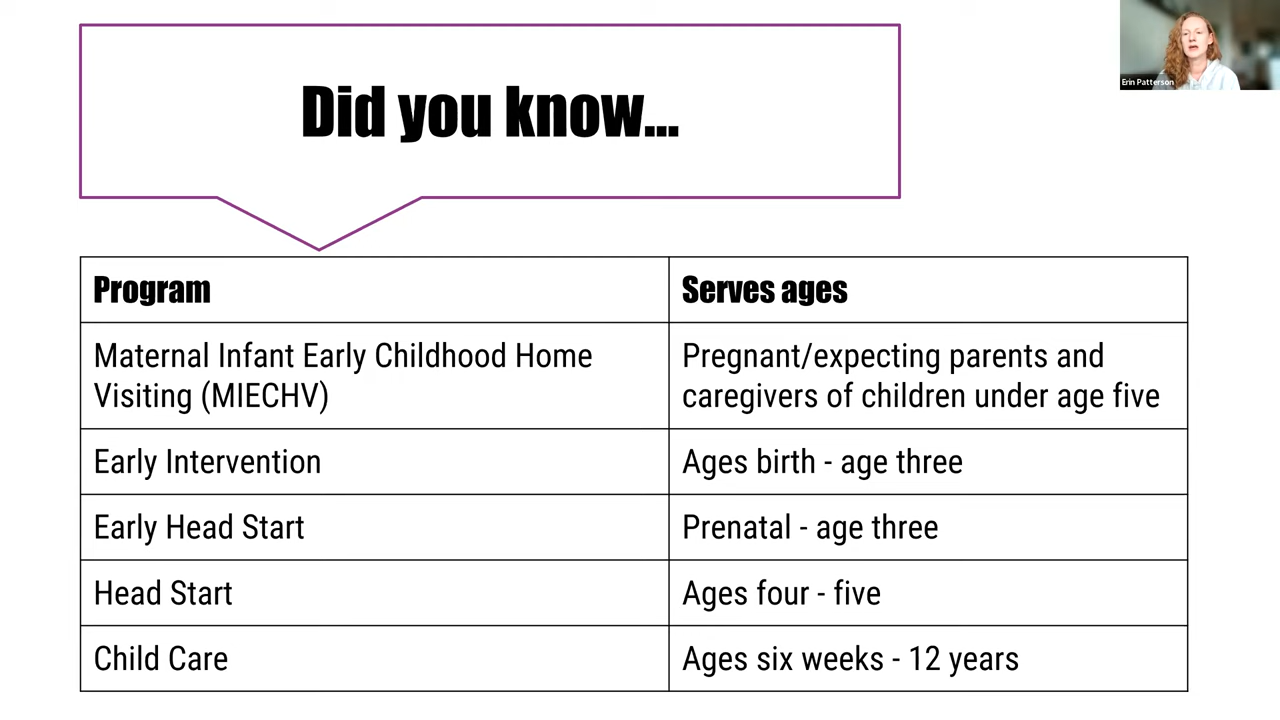 Did you know...
Erin Patterson
Program
Serves ages
Maternal Infant Early Childhood Home
Visiting (MIECHV)
Pregnant/expecting parents and
caregivers of children under age five
Early Intervention
Ages birth - age three
Early Head Start
Prenatal - age three
Head Start
Ages four - five
Child Care
Ages six weeks - 12 years